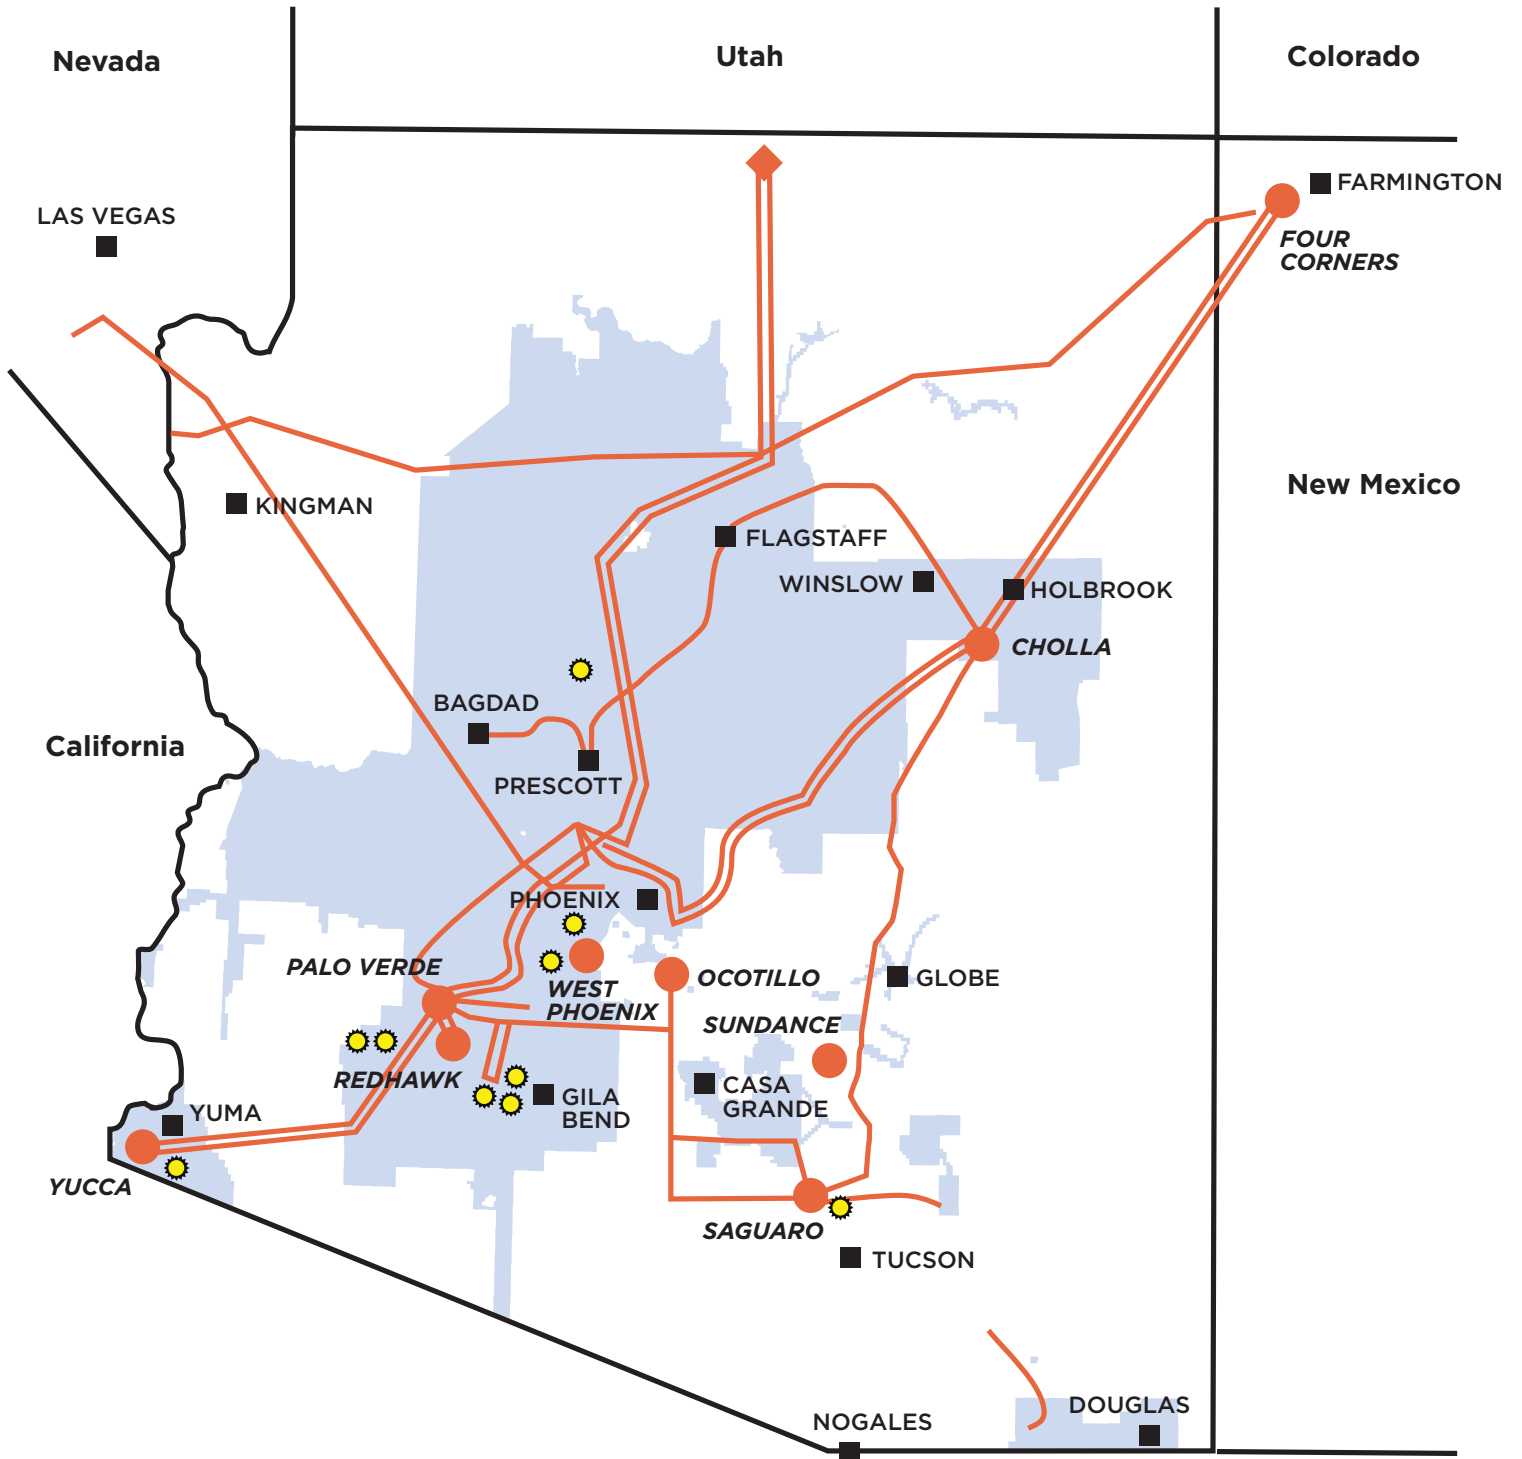 Nevada
Utah
Colorado
FARMINGTON
LAS VEGAS
FOUR
CORNERS
New Mexico
KINGMAN
FLAGSTAFF
WINSLOW
HOLBROOK
CHOLLA
BAGDAD
California
PRESCOTT
PHOENIX
PALO VERDE
WEST
PHOENIX
OCOTILLO
GLOBE
SUNDANCE
REDHAWK
GILA
BEND
CASA
GRANDE
YUMA
YUCCA
SAGUARO
TUCSON
DOUGLAS
NOGALES